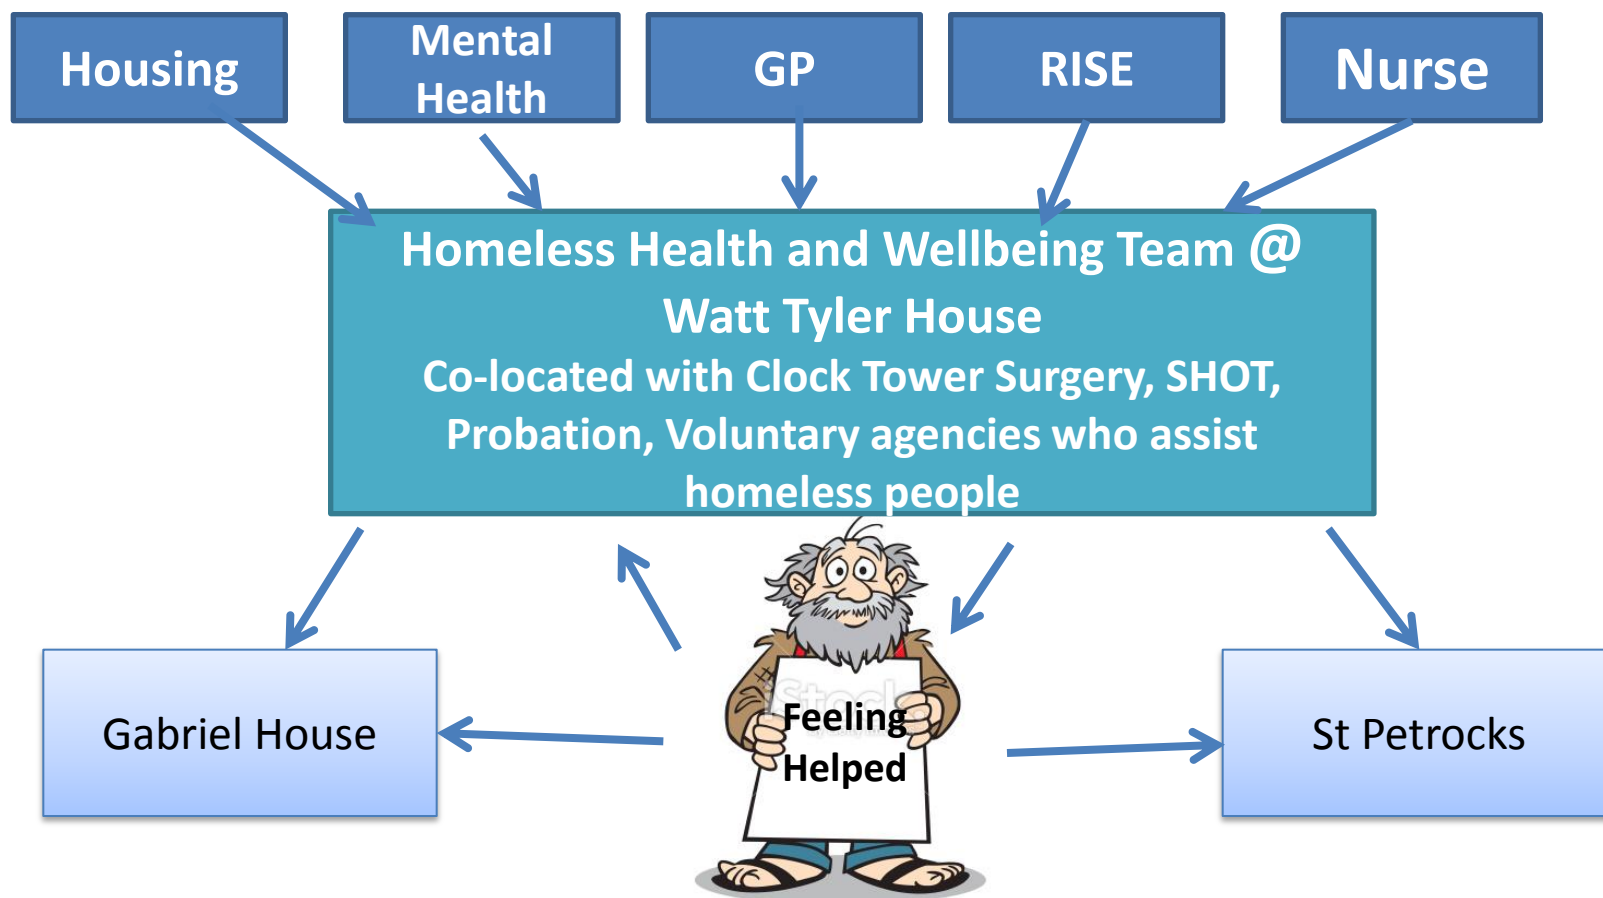 Housing
Mental
Health
GP
RISE
Nurse
Homeless Health and Wellbeing Team @
Watt Tyler House
Co-located with Clock Tower Surgery, SHOT,
Probation, Voluntary agencies who assist
homeless people
Gabriel House
iStock
Feeling
Helped
St Petrocks